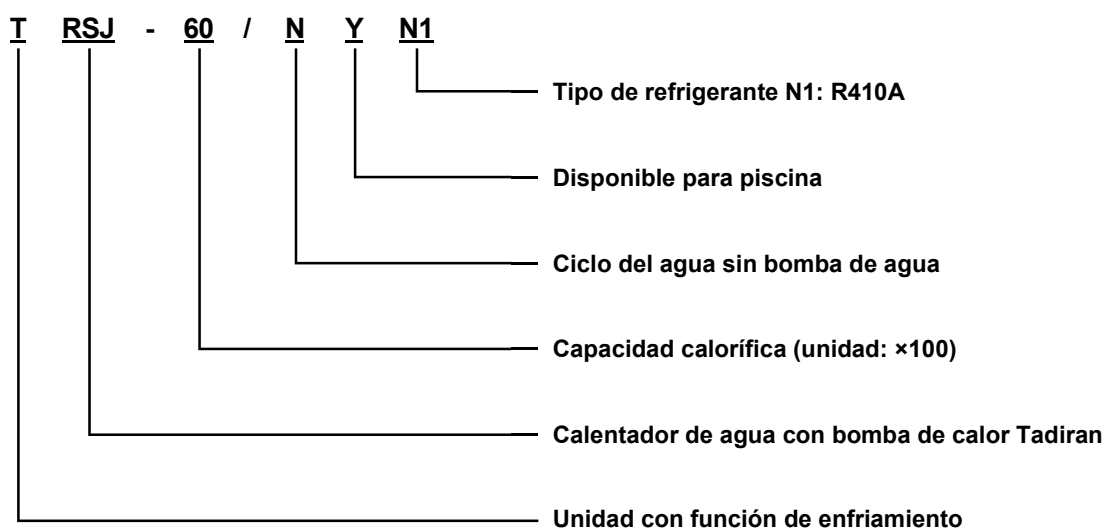 T RSJ - 60 / N Y N1
Tipo de refrigerante N1: R410A
Disponible para piscina
Ciclo del agua sin bomba de agua
Capacidad calorífica (unidad: ×100)
Calentador de agua con bomba de calor Tadiran
Unidad con función de enfriamiento